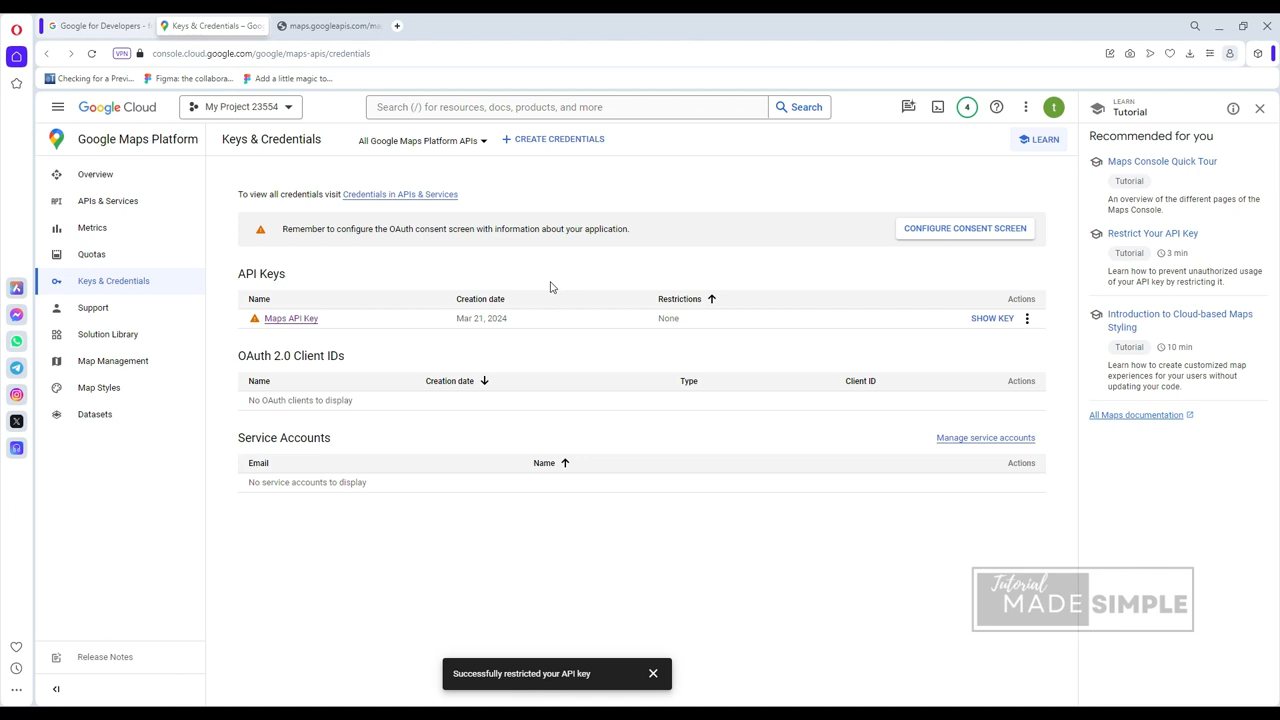 Google for Developers - f
Keys & Credentials – Goo
maps.googleapis.com/ma
VPN
console.cloud.google.com/google/maps-apis/credentials
Checking for a Previ...
Figma: the collabora...
Add a little magic to...
Google Cloud
My Project 23554
Search (/) for resources, docs, products, and more
Search
4
t
LEARN
Tutorial
Google Maps Platform
Keys & Credentials
All Google Maps Platform APIs
+ CREATE CREDENTIALS
LEARN
Recommended for you
Overview
API
APIs & Services
Metrics
Quotas
Keys & Credentials
Support
Solution Library
Map Management
Map Styles
Datasets
Release Notes
To view all credentials visit Credentials in APIs & Services
Remember to configure the OAuth consent screen with information about your application.
CONFIGURE CONSENT SCREEN
API Keys
Name Creation date Restrictions Actions
Maps API Key Mar 21, 2024 None SHOW KEY
OAuth 2.0 Client IDs
Name Creation date Type Client ID Actions
No OAuth clients to display
Service Accounts
Manage service accounts
Email Name Actions
No service accounts to display
Successfully restricted your API key
Maps Console Quick Tour
Tutorial
An overview of the different pages of the
Maps Console.
Restrict Your API Key
Tutorial 3 min
Learn how to prevent unauthorized usage
of your API key by restricting it.
Introduction to Cloud-based Maps
Styling
Tutorial 10 min
Learn how to create customized map
experiences for your users without
updating your code.
All Maps documentation
Tutorial
MADE SIMPLE